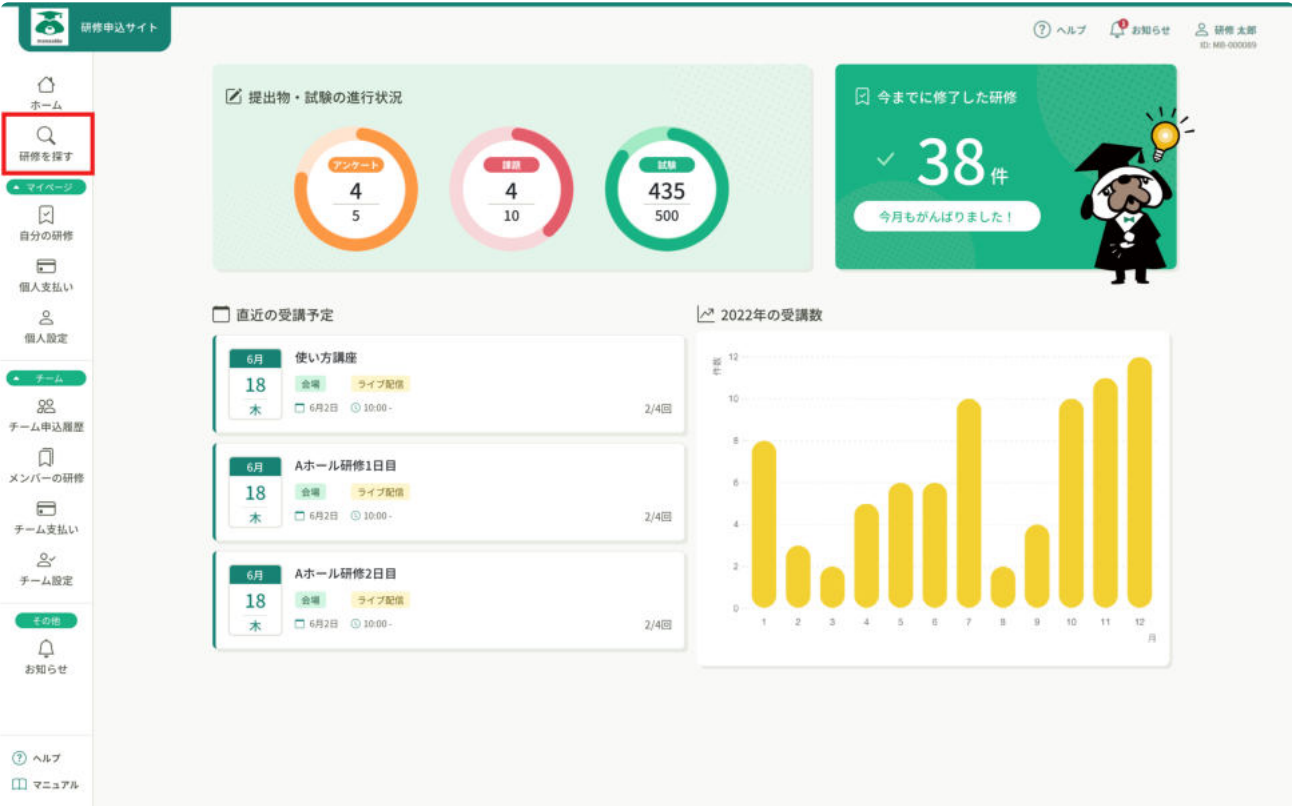 研修申込サイト
ヘルプ
1
お知らせ
研修 太郎
ID: MB-000089
ホーム
研修を探す
マイページ
自分の研修
個人支払い
個人設定
チーム
チーム申込履歴
メンバーの研修
チーム支払い
チーム設定
その他
お知らせ
ヘルプ
マニュアル
提出物・試験の進行状況
アンケート
4
5
課題
4
10
試験
435
500
今までに修了した研修
38件
今月もがんばりました!
直近の受講予定
6月
18
木
使い方講座
会場 ライブ配信
6月2日 10:00 -
2/4回
6月
18
木
Aホール研修1日目
会場 ライブ配信
6月2日 10:00 -
2/4回
6月
18
木
Aホール研修2日目
会場 ライブ配信
6月2日 10:00 -
2/4回
2022年の受講数
件数
12
10
8
6
4
2
0
1 2 3 4 5 6 7 8 9 10 11 12
月